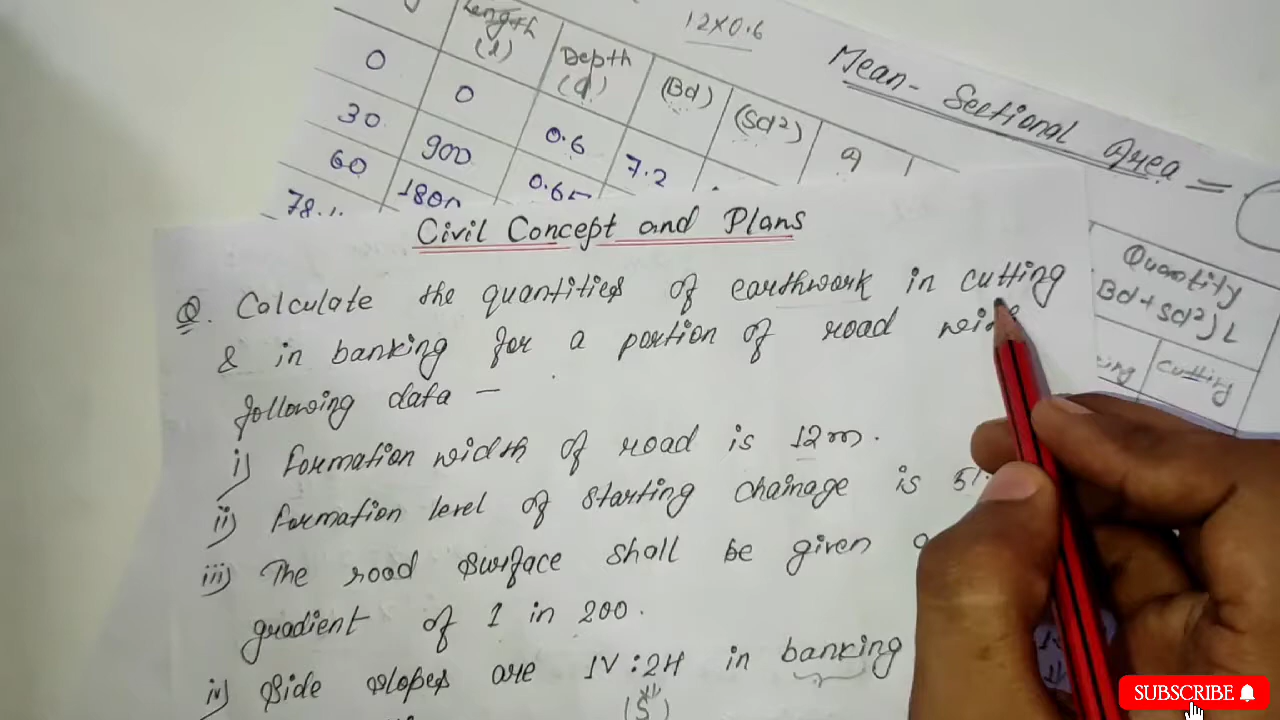 12×0.6
Length Depth (Bd) (Sd²) a
(l) (d)
0 0 0.6 7.2
30 900 0.65
60 1800
78
Mean-Sectional Area =
Quantity
(Bd+Sd²)L
cutting
Civil Concept and Plans
Q. Calculate the quantities of earthwork in cutting
& in banking for a portion of road
following data —
i) Formation width of road is 12m.
ii) Formation level of starting chainage is 51.
iii) The road surface shall be given
gradient of 1 in 200.
iv) Side slopes are 1V:2H in banking
(S)
SUBSCRIBE